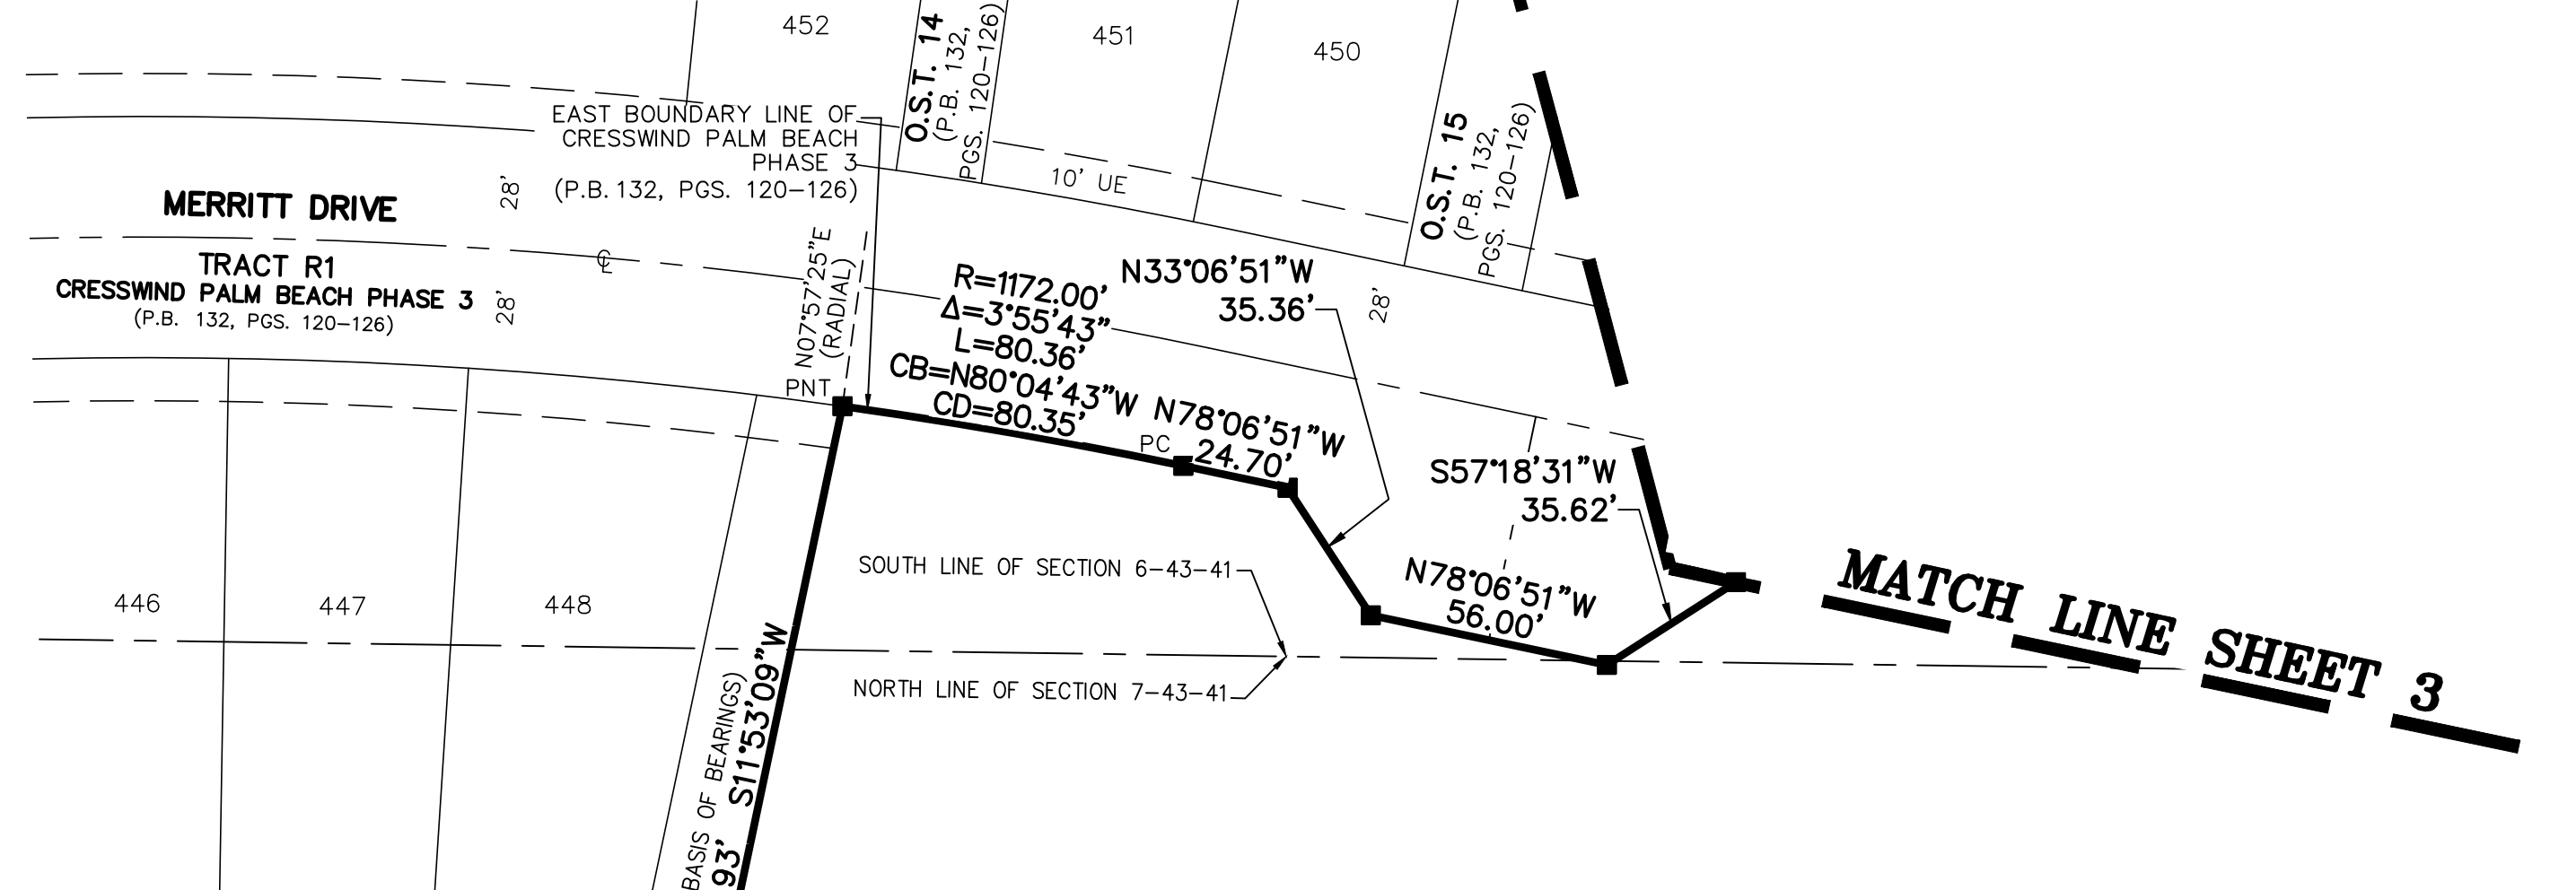 452
O.S.T. 14
(P.B. 132,
PGS. 120–126)
451
450
O.S.T. 15
(P.B. 132,
PGS. 120–126)
EAST BOUNDARY LINE OF
CRESSWIND PALM BEACH
PHASE 3
(P.B. 132, PGS. 120–126)
10' UE
MERRITT DRIVE
28'
TRACT R1
CRESSWIND PALM BEACH PHASE 3
(P.B. 132, PGS. 120–126)
28'
℄
N07°57'25"E
(RADIAL)
R=1172.00'
Δ=3°55'43"
L=80.36'
CB=N80°04'43"W
CD=80.35'
N33°06'51"W
35.36'
28'
PNT
PC
N78°06'51"W
24.70'
S57°18'31"W
35.62'
SOUTH LINE OF SECTION 6–43–41
N78°06'51"W
56.00'
446
447
448
NORTH LINE OF SECTION 7–43–41
MATCH LINE SHEET 3
BASIS OF BEARINGS)
93' S11°53'09"W